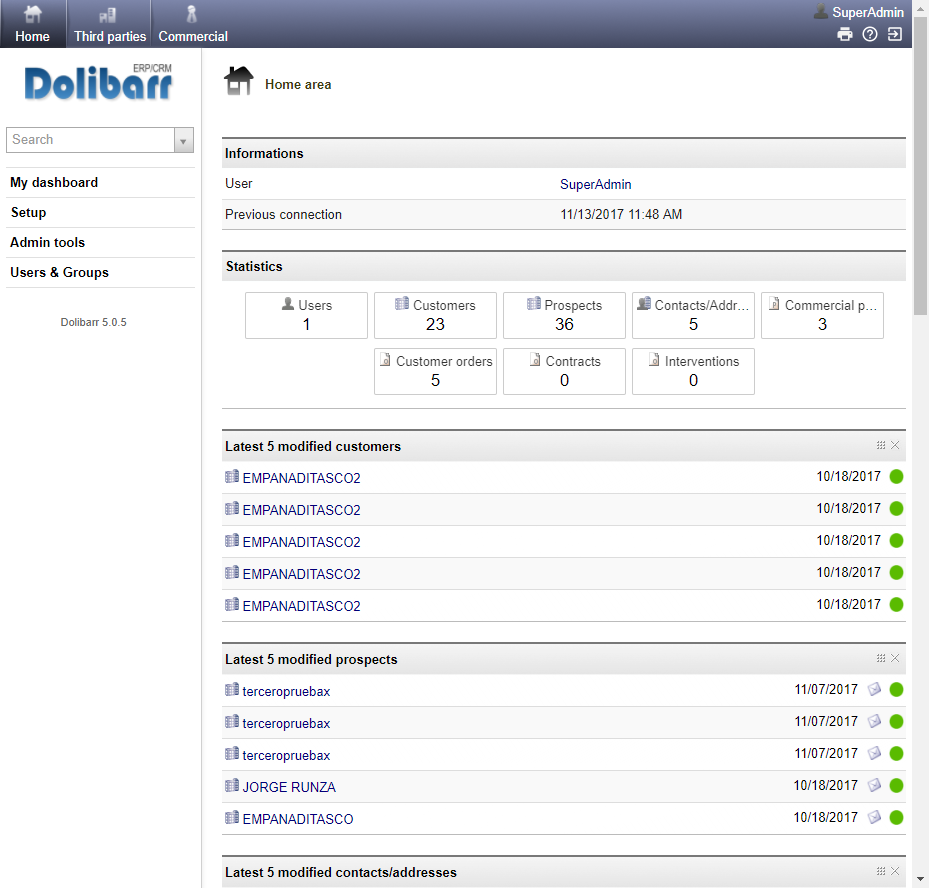 Home Third parties Commercial SuperAdmin
ERP/CRM
Dolibarr
Search
My dashboard
Setup
Admin tools
Users & Groups
Dolibarr 5.0.5
Home area
Informations
User SuperAdmin
Previous connection 11/13/2017 11:48 AM
Statistics
Users Customers Prospects Contacts/Addr... Commercial p...
1 23 36 5 3
Customer orders Contracts Interventions
5 0 0
Latest 5 modified customers
EMPANADITASCO2 10/18/2017
EMPANADITASCO2 10/18/2017
EMPANADITASCO2 10/18/2017
EMPANADITASCO2 10/18/2017
EMPANADITASCO2 10/18/2017
Latest 5 modified prospects
terceropruebax 11/07/2017
terceropruebax 11/07/2017
terceropruebax 11/07/2017
JORGE RUNZA 10/18/2017
EMPANADITASCO 10/18/2017
Latest 5 modified contacts/addresses